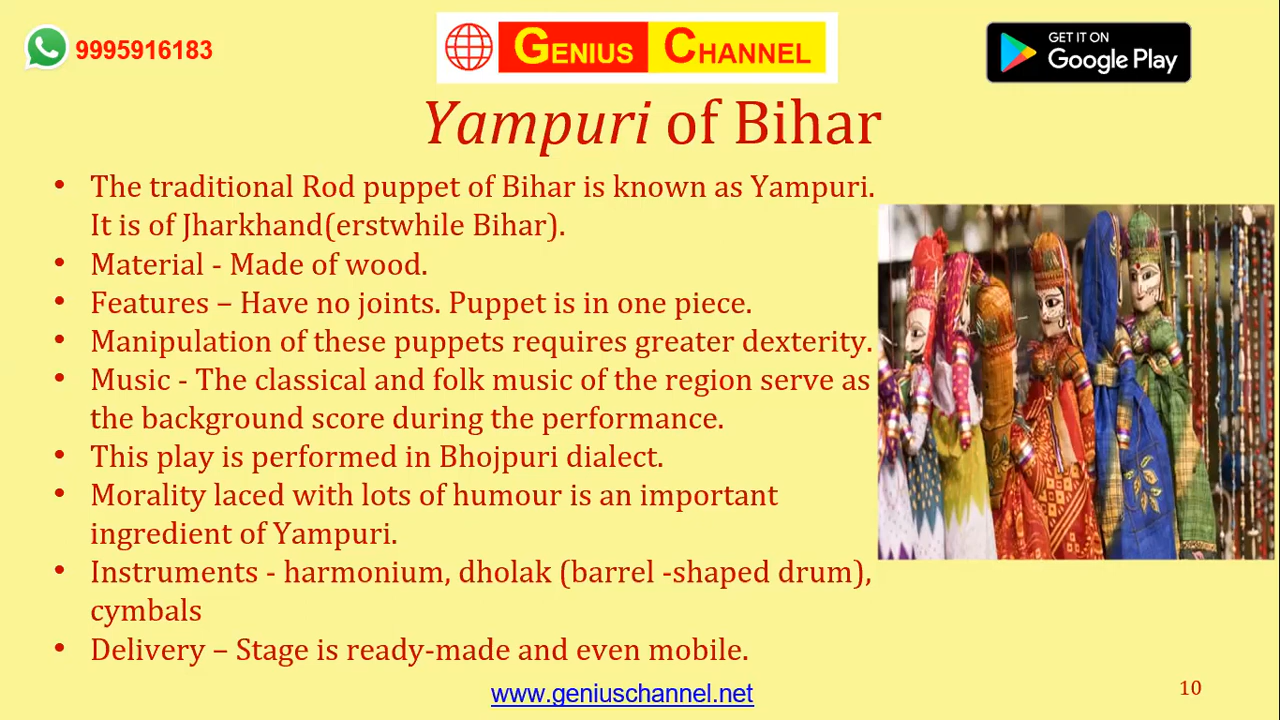 9995916183
GENIUS CHANNEL
GET IT ON
Google Play
Yampuri of Bihar
• The traditional Rod puppet of Bihar is known as Yampuri.
It is of Jharkhand(erstwhile Bihar).
• Material - Made of wood.
• Features – Have no joints. Puppet is in one piece.
• Manipulation of these puppets requires greater dexterity.
• Music - The classical and folk music of the region serve as
the background score during the performance.
• This play is performed in Bhojpuri dialect.
• Morality laced with lots of humour is an important
ingredient of Yampuri.
• Instruments - harmonium, dholak (barrel -shaped drum),
cymbals
• Delivery – Stage is ready-made and even mobile.
www.geniuschannel.net
10